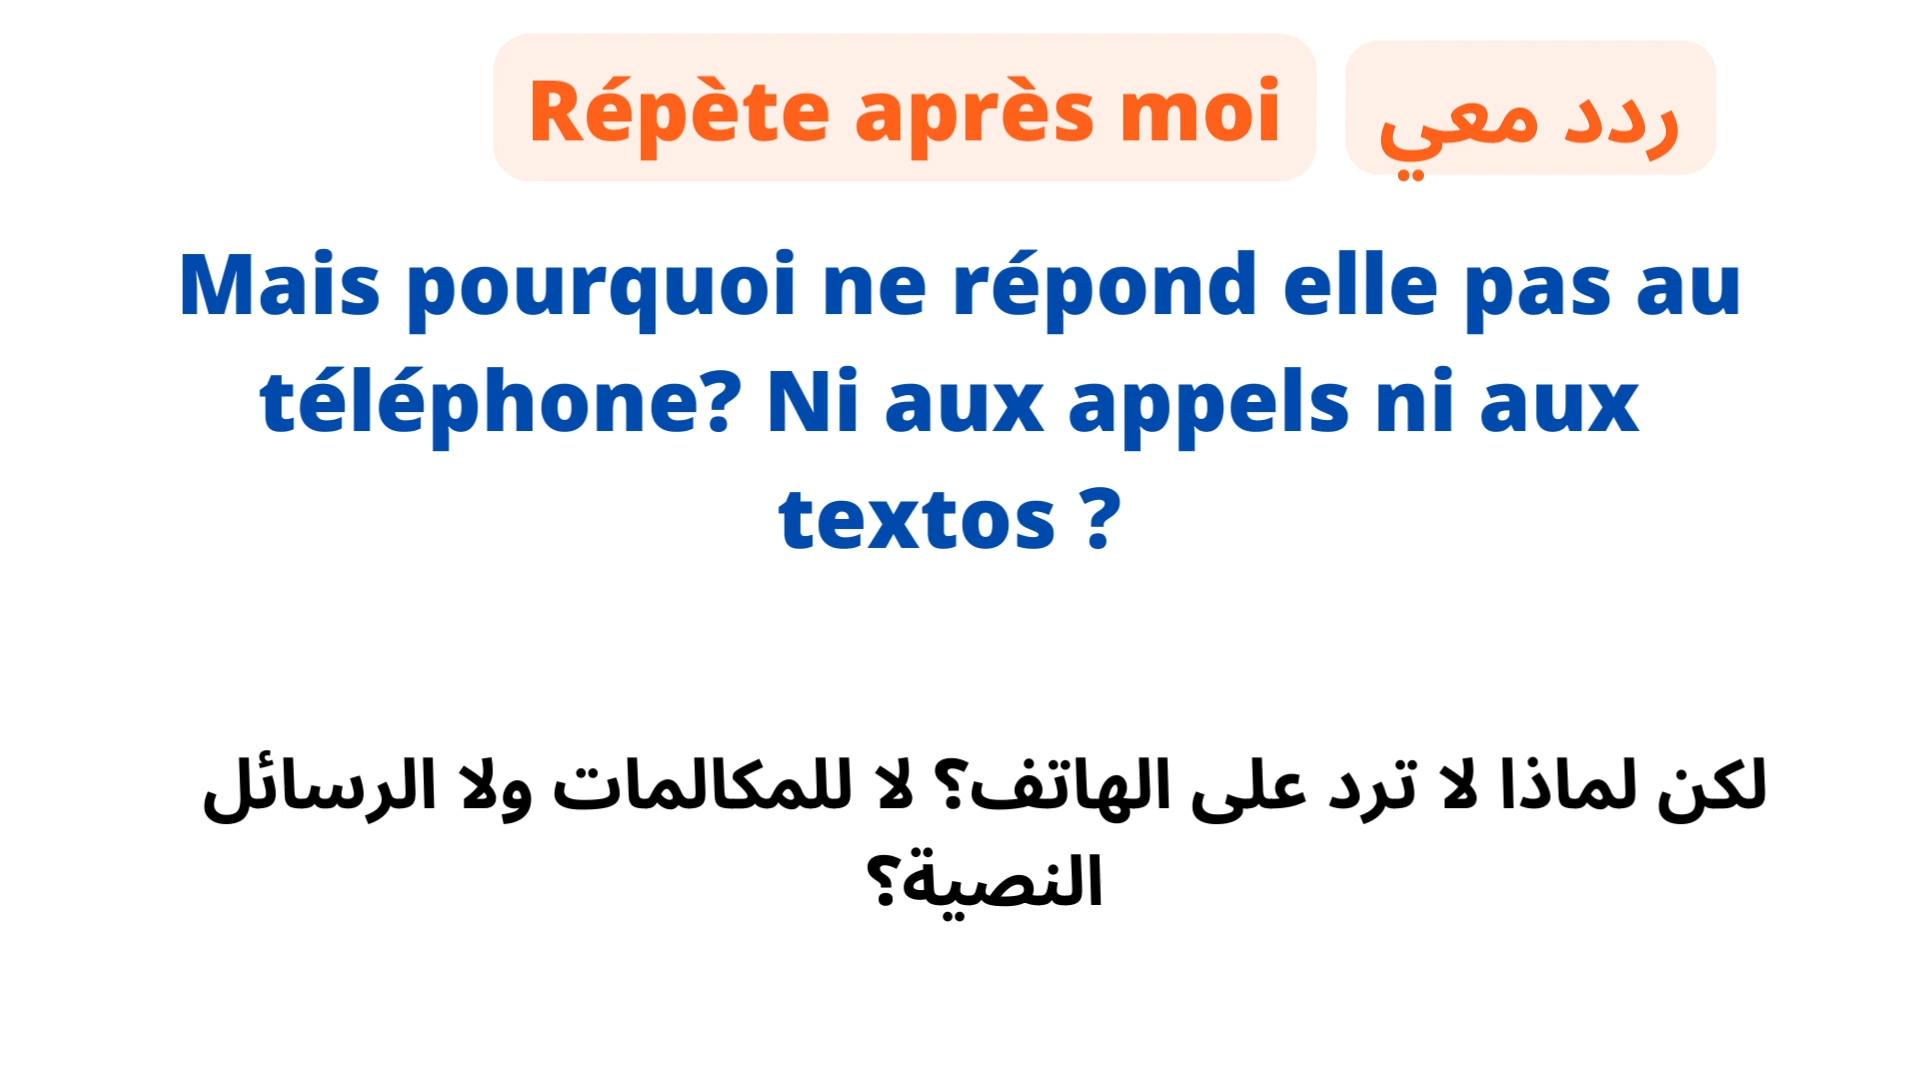 Répète après moi
ردد معي
Mais pourquoi ne répond elle pas au
téléphone? Ni aux appels ni aux
textos ?
لكن لماذا لا ترد على الهاتف؟ لا للمكالمات ولا الرسائل
النصية؟